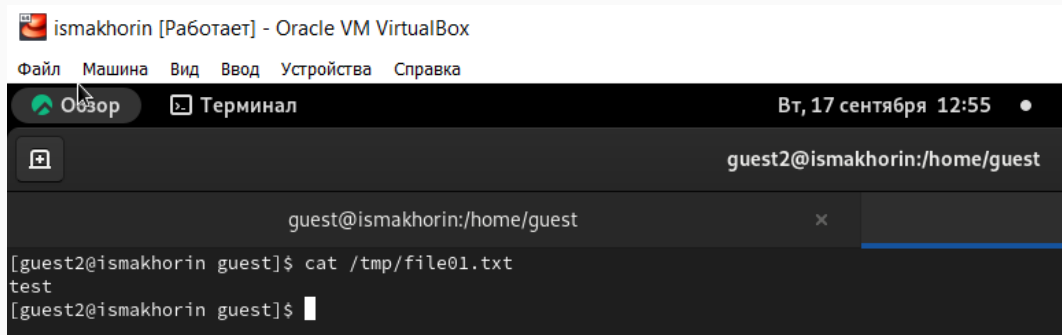 ismakhorin [Работает] - Oracle VM VirtualBox
Файл Машина Вид Ввод Устройства Справка
Обзор Терминал Вт, 17 сентября 12:55
guest2@ismakhorin:/home/guest
guest@ismakhorin:/home/guest
[guest2@ismakhorin guest]$ cat /tmp/file01.txt
test
[guest2@ismakhorin guest]$